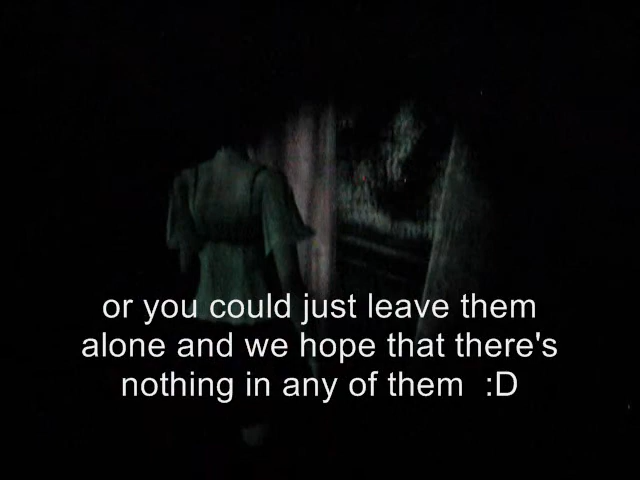 or you could just leave them
alone and we hope that there's
nothing in any of them  :D